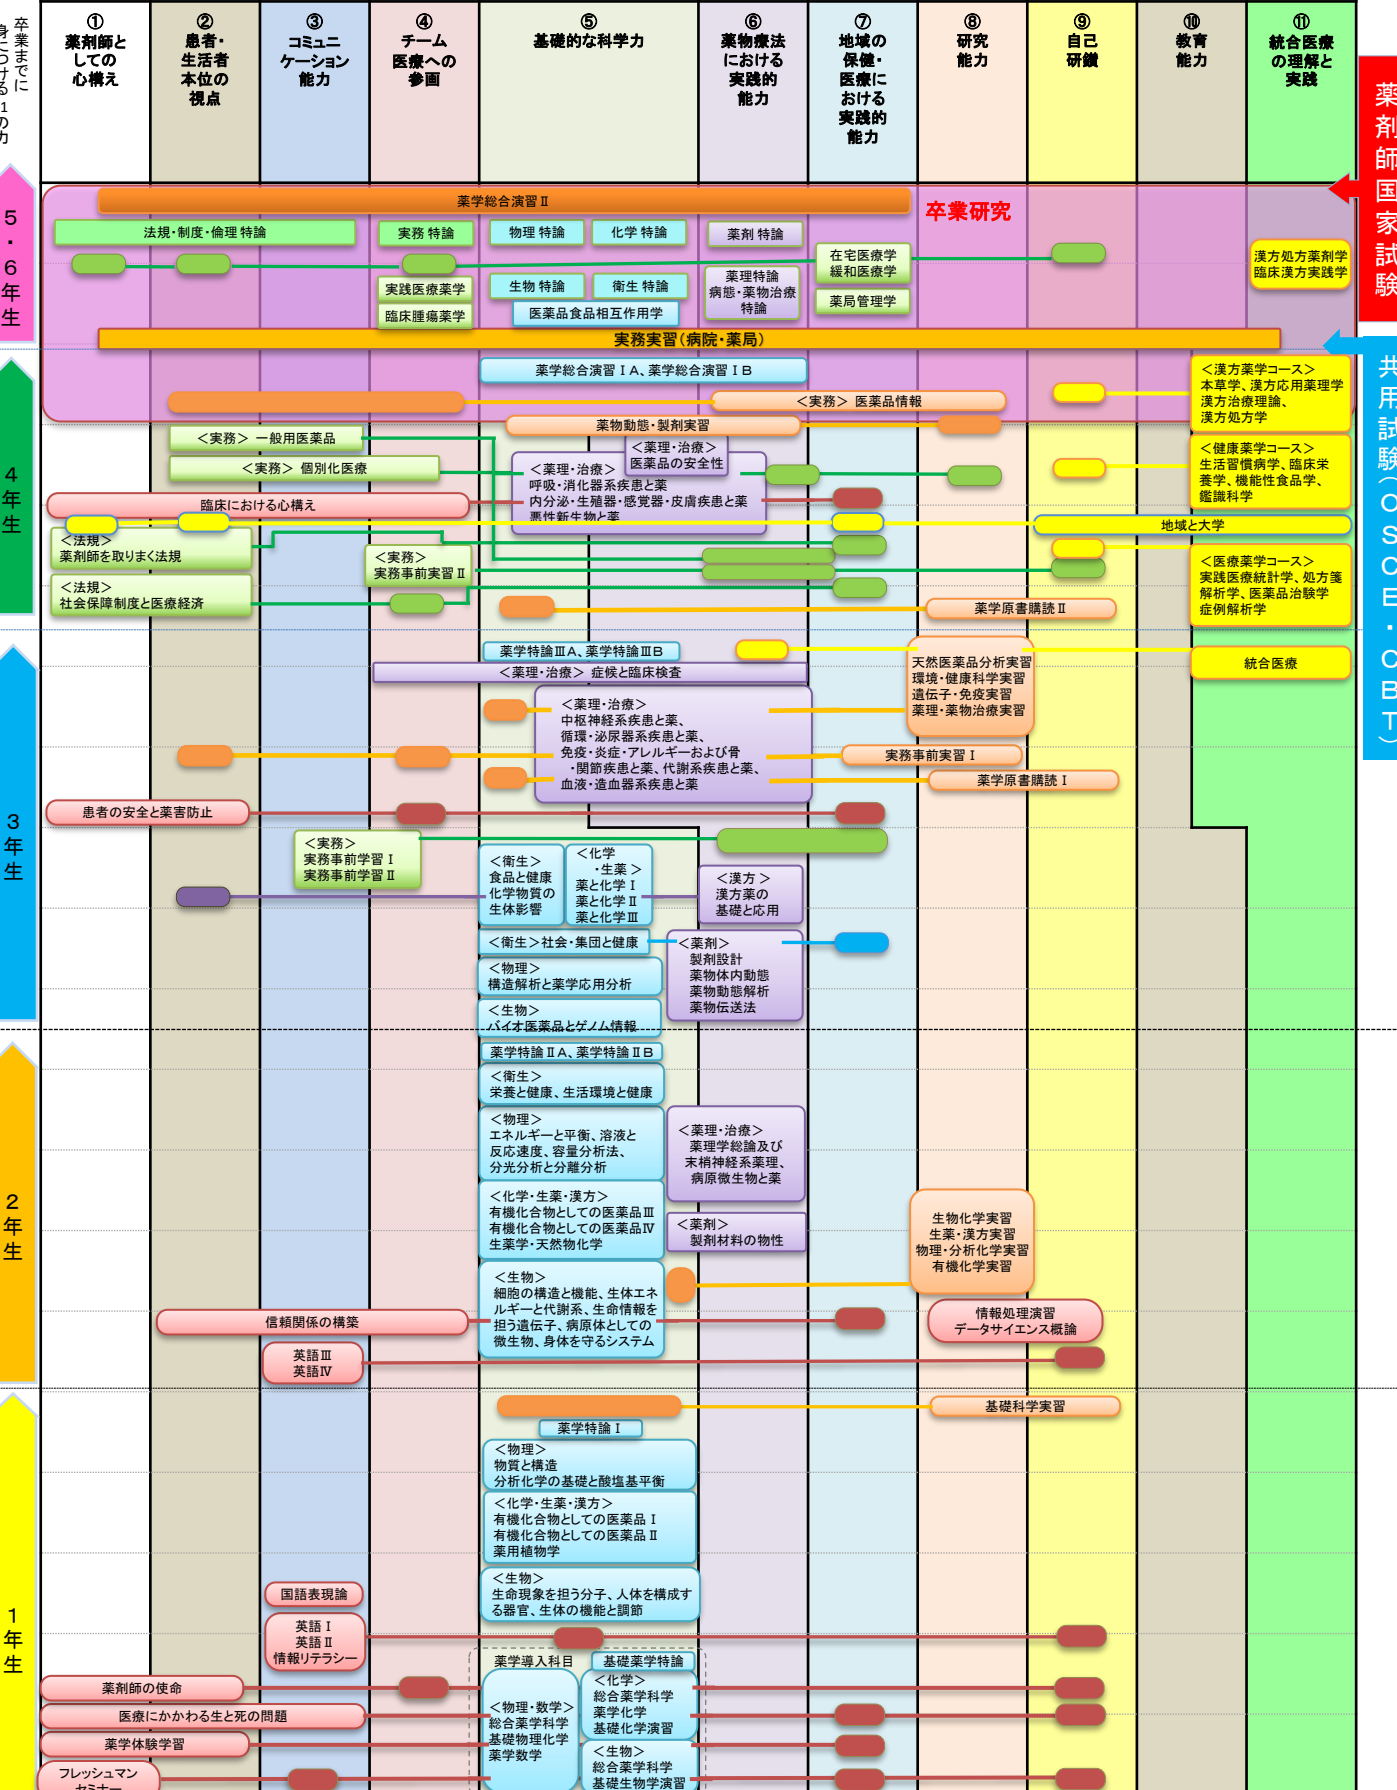 卒業までに
身につける11の力
①
薬剤師と
しての
心構え
②
患者・
生活者
本位の
視点
③
コミュニ
ケーション
能力
④
チーム
医療への
参画
⑤
基礎的な科学力
⑥
薬物療法
における
実践的
能力
⑦
地域の
保健・
医療に
おける
実践的
能力
⑧
研究
能力
⑨
自己
研鑽
⑩
教育
能力
⑪
統合医療
の理解と
実践
薬剤師国家試験
共用試験（OSCE・CBT）
5・6年生
薬学総合演習Ⅱ
卒業研究
法規・制度・倫理 特論
実務 特論
物理 特論
化学 特論
薬剤 特論
在宅医療学
緩和医療学
漢方処方薬剤学
臨床漢方実践学
実践医療薬学
生物 特論
衛生 特論
薬理特論
病態・薬物治療
特論
薬局管理学
臨床腫瘍薬学
医薬品食品相互作用学
実務実習（病院・薬局）
4年生
薬学総合演習ⅠA、薬学総合演習ⅠB
＜漢方薬学コース＞
本草学、漢方応用薬理学
漢方治療理論、
漢方処方学
＜実務＞ 医薬品情報
薬物動態・製剤実習
＜実務＞ 一般用医薬品
＜薬理・治療＞
医薬品の安全性
＜健康薬学コース＞
生活習慣病学、臨床栄
養学、機能性食品学、
鑑識科学
＜実務＞ 個別化医療
＜薬理・治療＞
呼吸・消化器系疾患と薬
内分泌・生殖器・感覚器・皮膚疾患と薬
悪性新生物と薬
臨床における心構え
地域と大学
＜法規＞
薬剤師を取りまく法規
＜実務＞
実務事前実習Ⅱ
＜医療薬学コース＞
実践医療統計学、処方箋
解析学、医薬品治験学
症例解析学
＜法規＞
社会保障制度と医療経済
薬学原書購読Ⅱ
3年生
薬学特論ⅢA、薬学特論ⅢB
＜薬理・治療＞ 症候と臨床検査
天然医薬品分析実習
環境・健康科学実習
遺伝子・免疫実習
薬理・薬物治療実習
統合医療
＜薬理・治療＞
中枢神経系疾患と薬、
循環・泌尿器系疾患と薬、
免疫・炎症・アレルギーおよび骨
・関節疾患と薬、代謝系疾患と薬、
血液・造血器系疾患と薬
実務事前実習Ⅰ
薬学原書購読Ⅰ
患者の安全と薬害防止
＜実務＞
実務事前学習Ⅰ
実務事前学習Ⅱ
＜衛生＞
食品と健康
化学物質の
生体影響
＜化学
・生薬 ＞
薬と化学Ⅰ
薬と化学Ⅱ
薬と化学Ⅲ
＜漢方 ＞
漢方薬の
基礎と応用
＜衛生＞社会・集団と健康
＜薬剤＞
製剤設計
薬物体内動態
薬物動態解析
薬物伝送法
＜物理＞
構造解析と薬学応用分析
＜生物＞
バイオ医薬品とゲノム情報
2年生
薬学特論ⅡA、薬学特論ⅡB
＜衛生＞
栄養と健康、生活環境と健康
＜物理＞
エネルギーと平衡、溶液と
反応速度、容量分析法、
分光分析と分離分析
＜薬理・治療＞
薬理学総論及び
末梢神経系薬理、
病原微生物と薬
＜化学・生薬・漢方＞
有機化合物としての医薬品Ⅲ
有機化合物としての医薬品Ⅳ
生薬学・天然物化学
＜薬剤＞
製剤材料の物性
生物化学実習
生薬・漢方実習
物理・分析化学実習
有機化学実習
＜生物＞
細胞の構造と機能、生体エネ
ルギーと代謝系、生命情報を
担う遺伝子、病原体としての
微生物、身体を守るシステム
信頼関係の構築
情報処理演習
データサイエンス概論
英語Ⅲ
英語Ⅳ
1年生
基礎科学実習
薬学特論Ⅰ
＜物理＞
物質と構造
分析化学の基礎と酸塩基平衡
＜化学・生薬・漢方＞
有機化合物としての医薬品Ⅰ
有機化合物としての医薬品Ⅱ
薬用植物学
＜生物＞
生命現象を担う分子、人体を構成す
る器官、生体の機能と調節
国語表現論
英語Ⅰ
英語Ⅱ
情報リテラシー
薬学導入科目
基礎薬学特論
薬剤師の使命
医療にかかわる生と死の問題
薬学体験学習
フレッシュマン
セミナー
＜物理・数学＞
総合薬学科学
基礎物理化学
薬学数学
＜化学＞
総合薬学科学
薬学化学
基礎化学演習
＜生物＞
総合薬学科学
基礎生物学演習